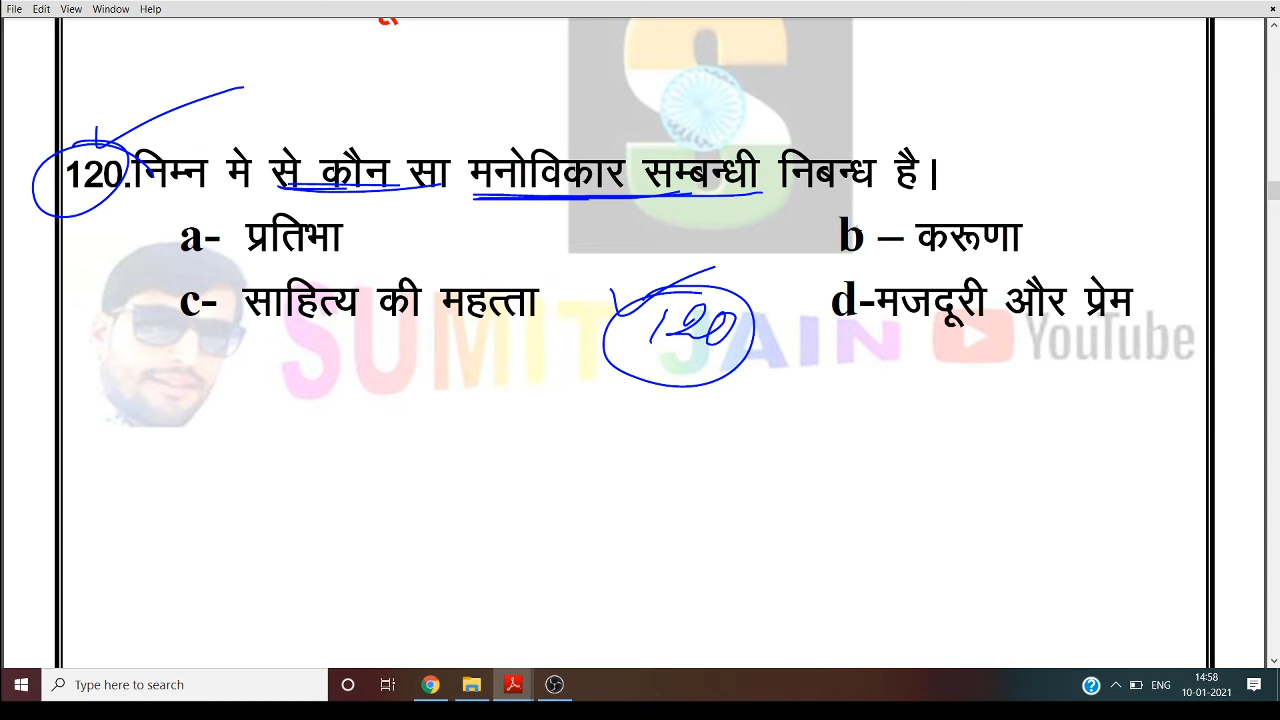 File Edit View Window Help
120.निम्न मे से कौन सा मनोविकार सम्बन्धी निबन्ध है।
a- प्रतिभा b – करूणा
c- साहित्य की महत्ता d-मजदूरी और प्रेम
120
SUMIT JAIN YouTube
Type here to search ENG 14:58
10-01-2021